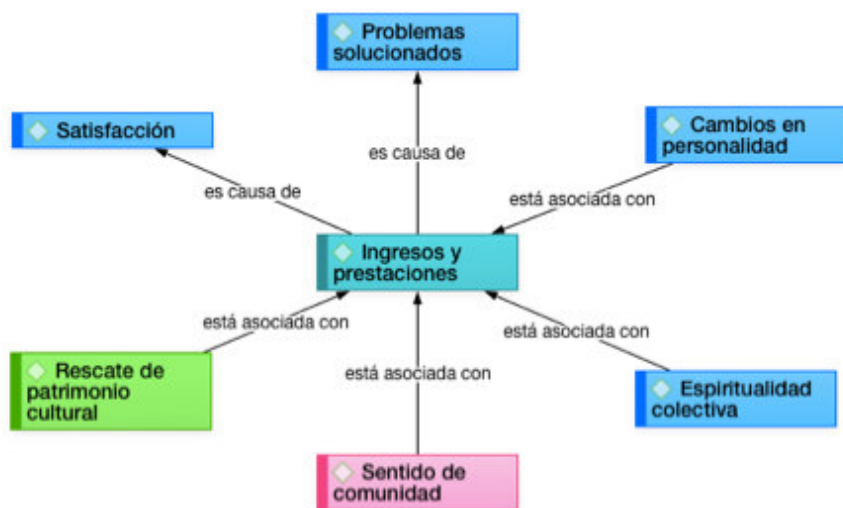 Problemas
solucionados
Satisfacción
Cambios en
personalidad
es causa de
es causa de
está asociada con
Ingresos y
prestaciones
está asociada con
está asociada con
está asociada con
Rescate de
patrimonio
cultural
Espiritualidad
colectiva
Sentido de
comunidad